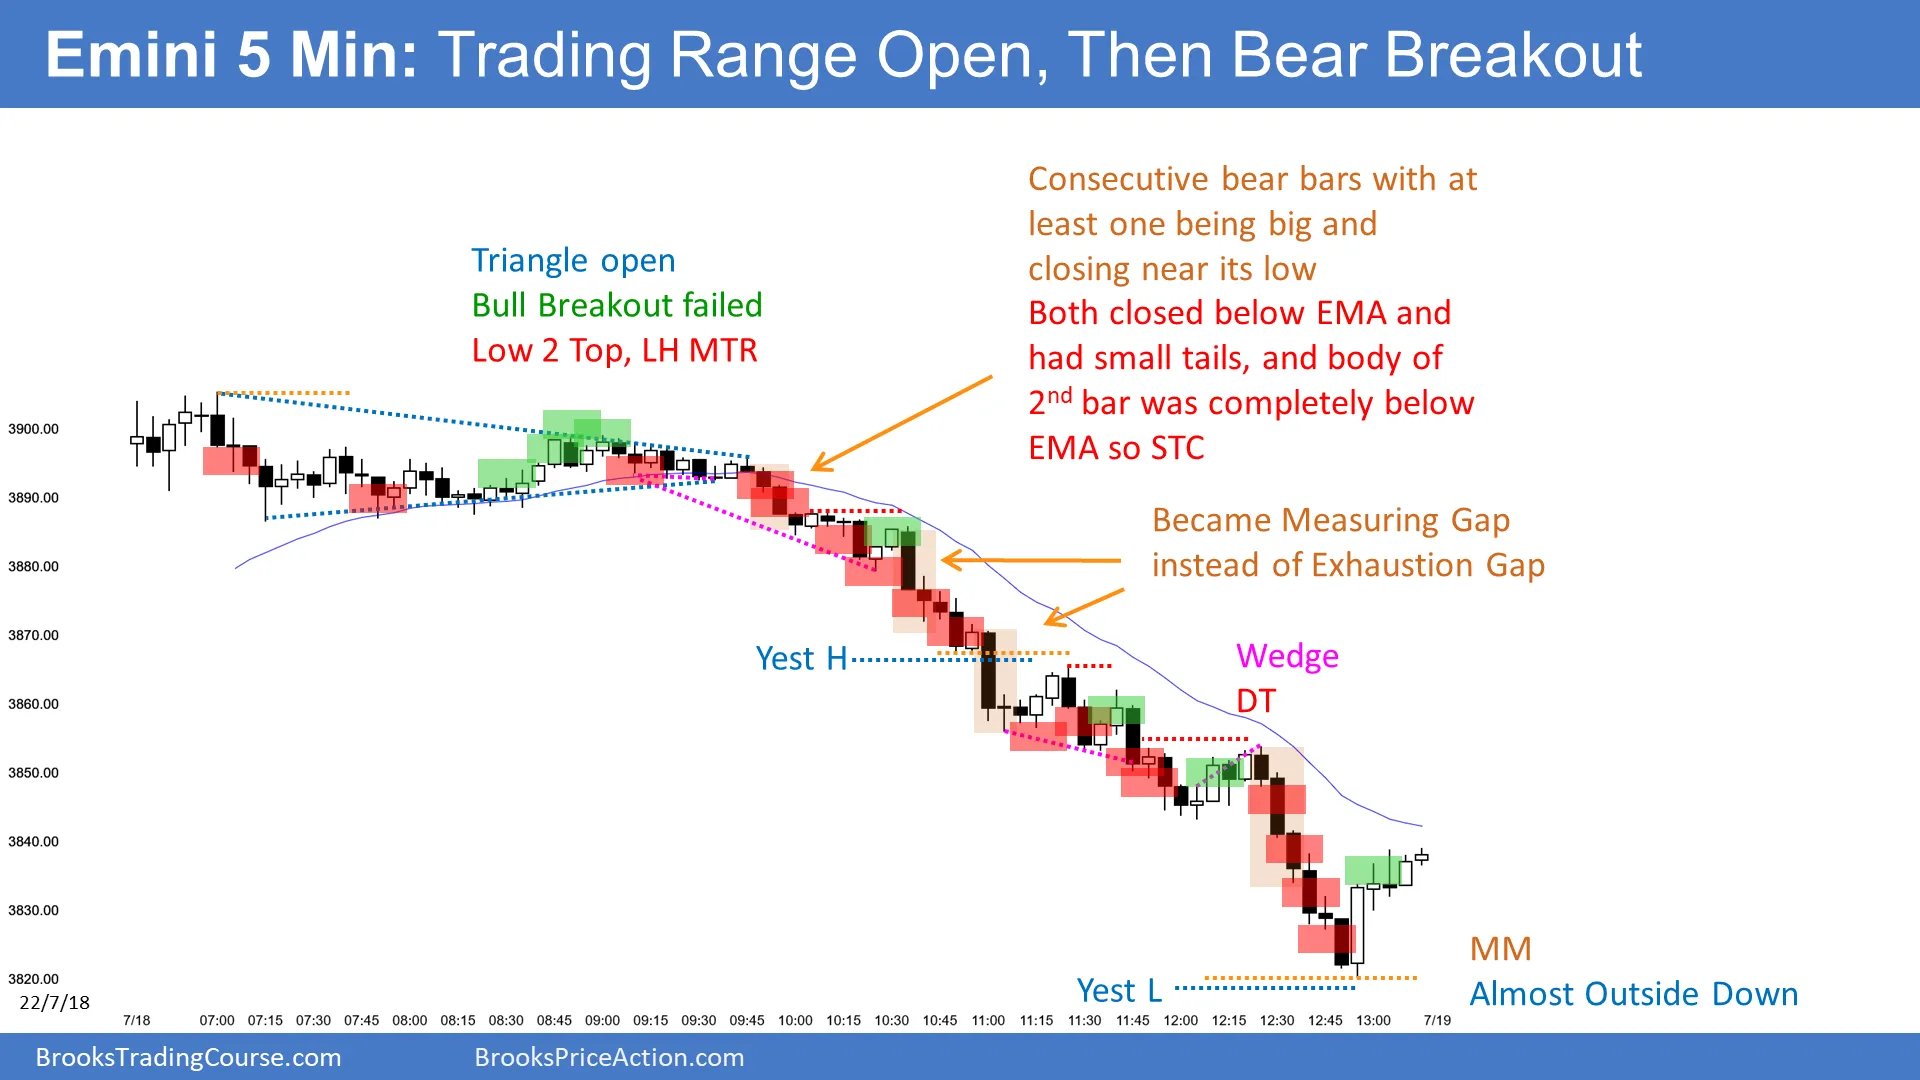 Emini 5 Min: Trading Range Open, Then Bear Breakout
Consecutive bear bars with at
least one being big and
closing near its low
Both closed below EMA and
had small tails, and body of
2nd bar was completely below
EMA so STC
Triangle open
Bull Breakout failed
Low 2 Top, LH MTR
Became Measuring Gap
instead of Exhaustion Gap
Yest H
Wedge
DT
MM
Almost Outside Down
Yest L
3900.00
3890.00
3880.00
3870.00
3860.00
3850.00
3840.00
3830.00
3820.00
22/7/18
7/18 07:00 07:15 07:30 07:45 08:00 08:15 08:30 08:45 09:00 09:15 09:30 09:45 10:00 10:15 10:30 10:45 11:00 11:15 11:30 11:45 12:00 12:15 12:30 12:45 13:00 7/19
BrooksTradingCourse.com
BrooksPriceAction.com